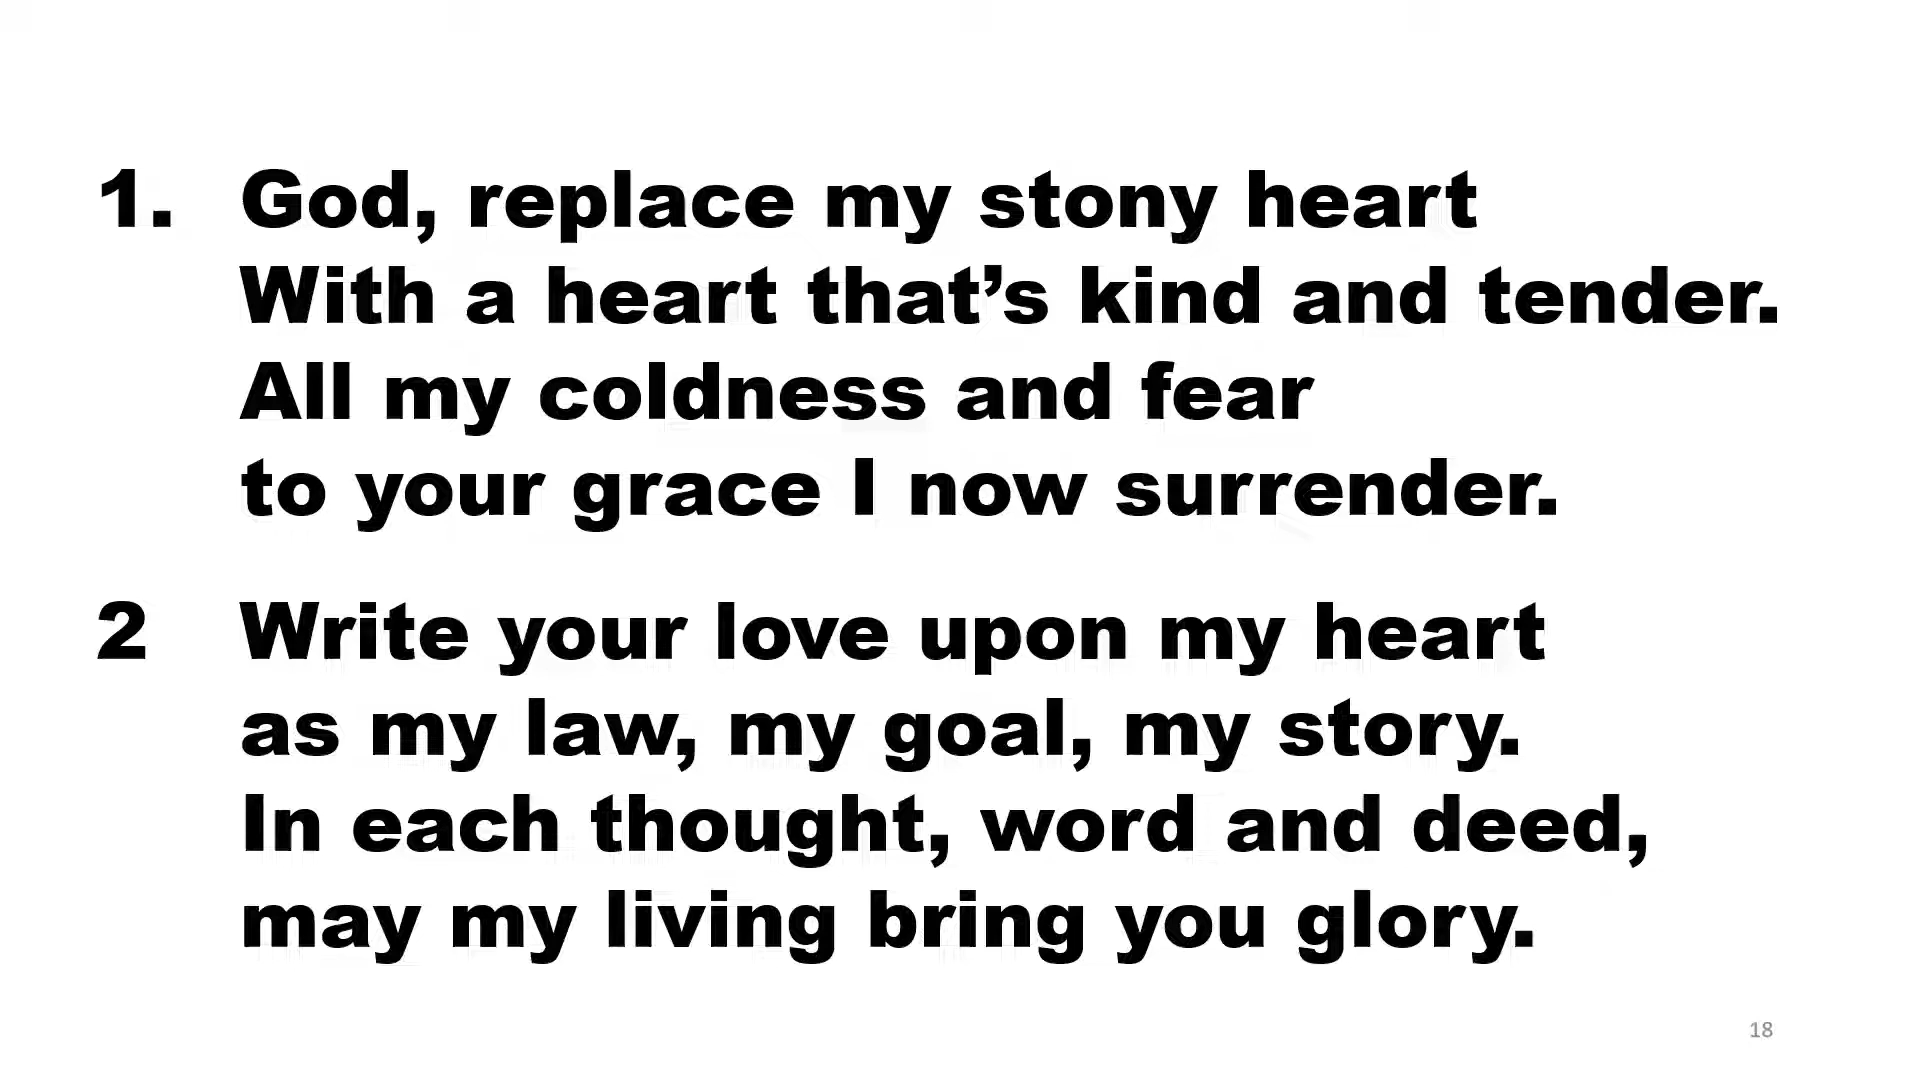 1. God, replace my stony heart
With a heart that’s kind and tender.
All my coldness and fear
to your grace I now surrender.
2 Write your love upon my heart
as my law, my goal, my story.
In each thought, word and deed,
may my living bring you glory.
18